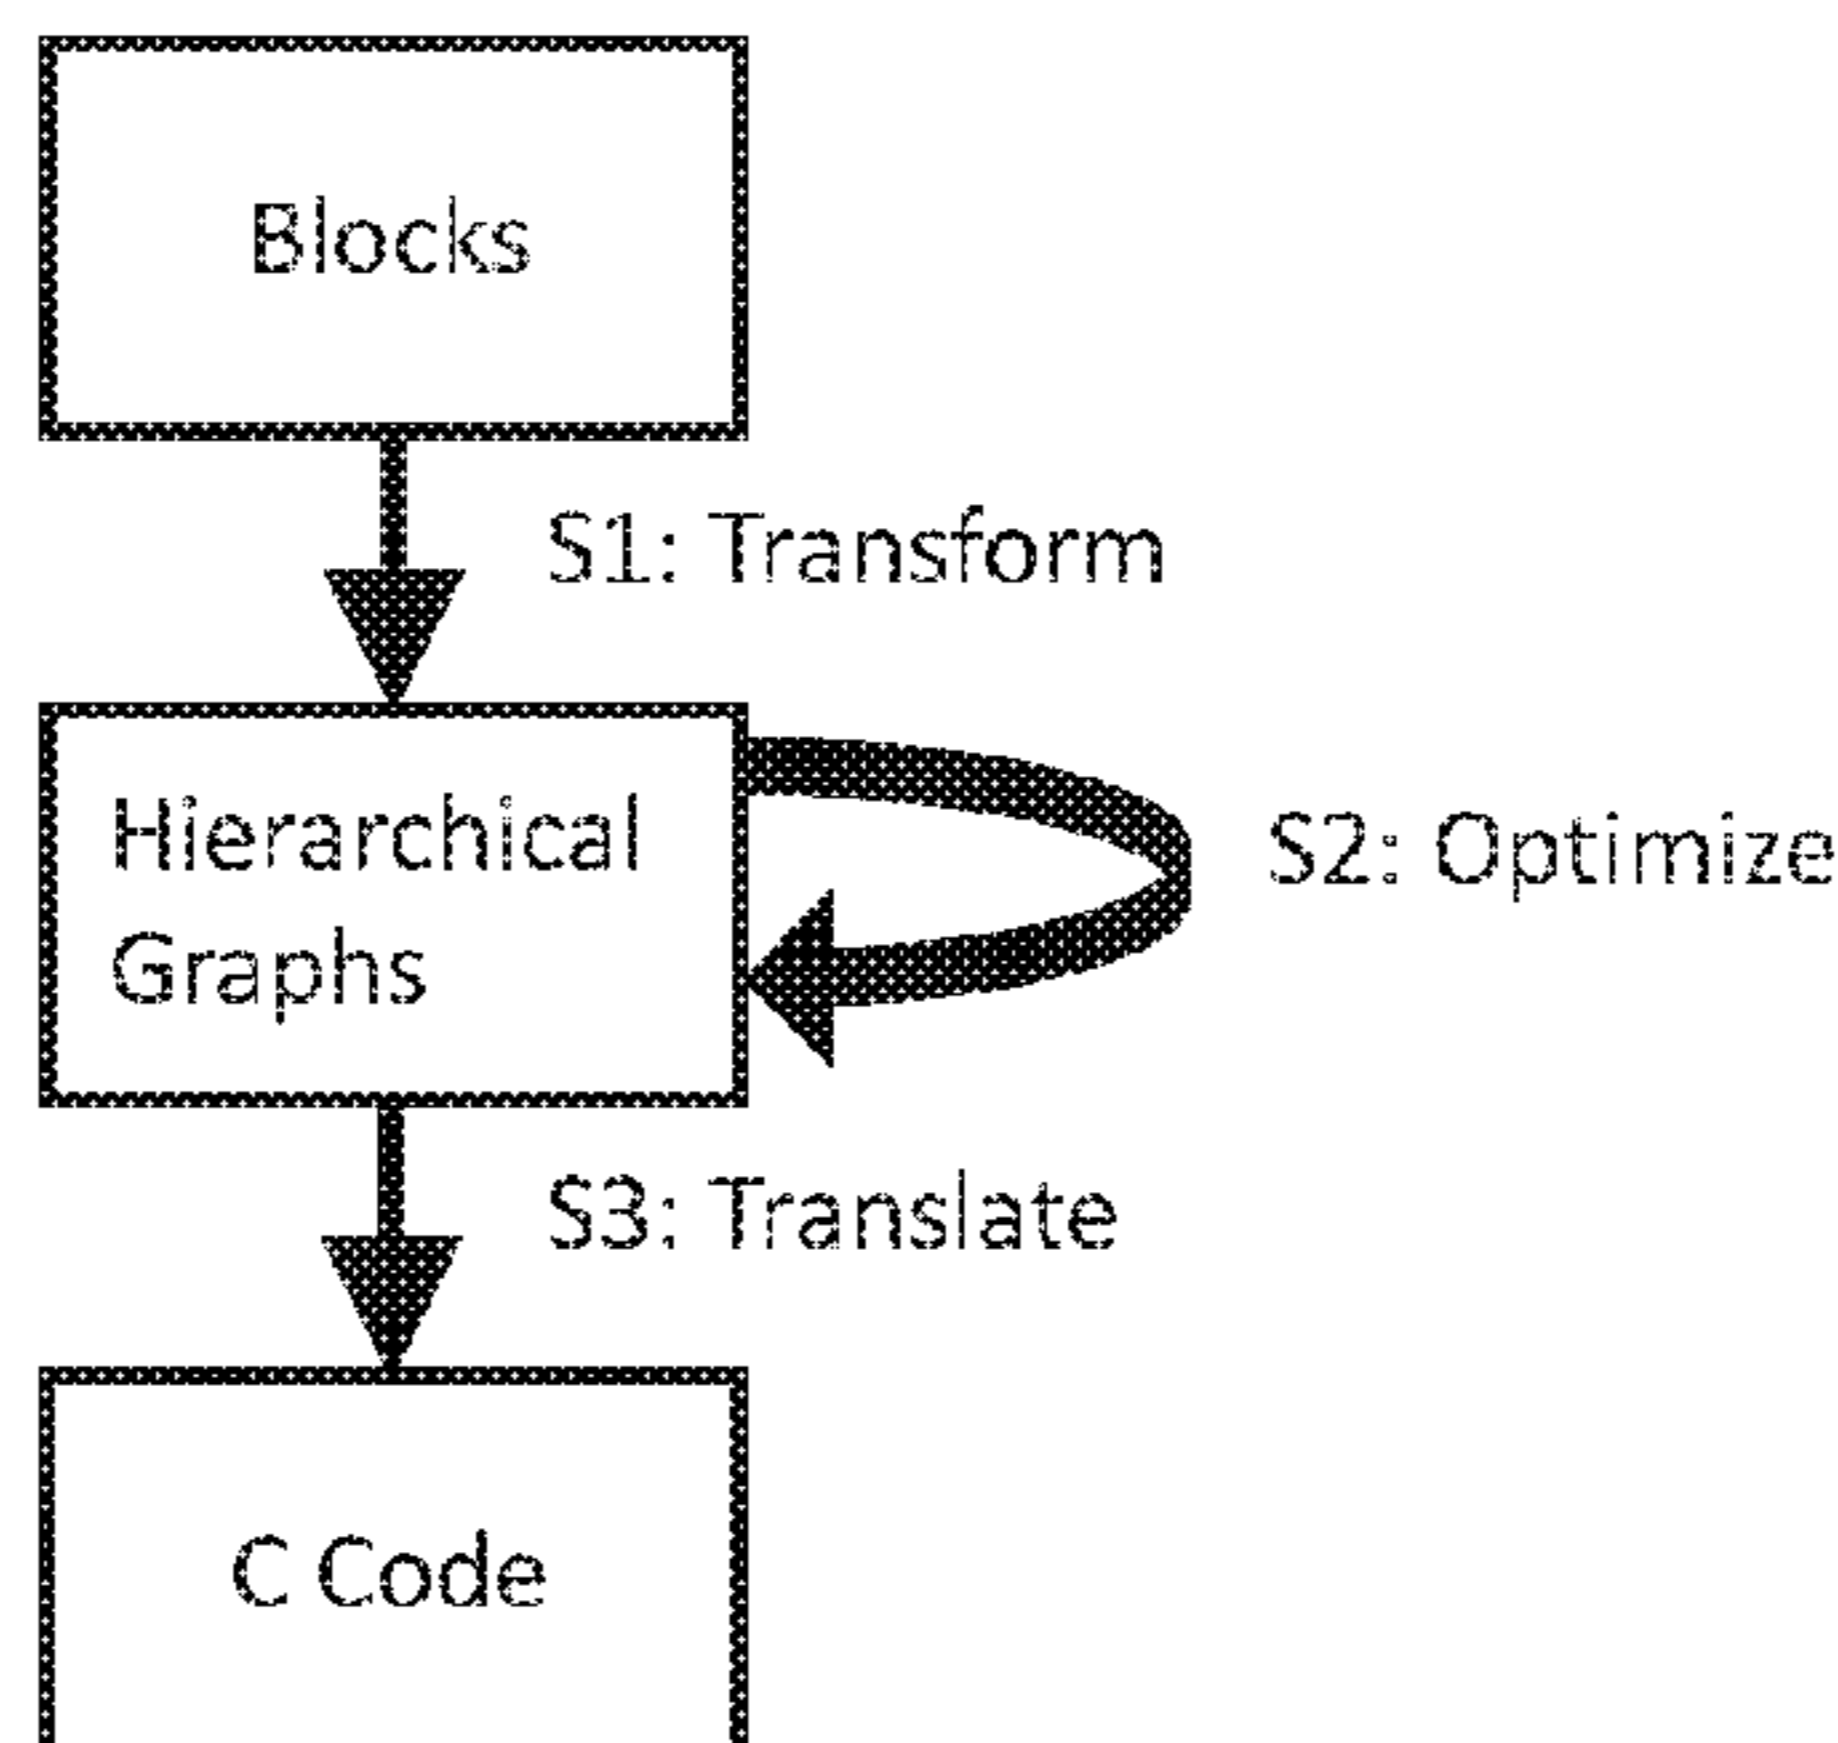 Blocks
S1: Transform
Hierarchical
Graphs
S2: Optimize
S3: Translate
C Code